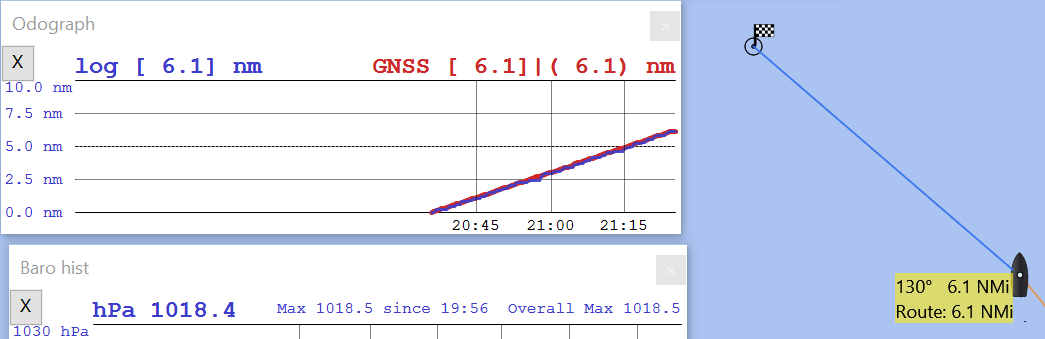 Odograph
x
X
log [ 6.1] nm GNSS [ 6.1]|( 6.1) nm
10.0 nm
7.5 nm
5.0 nm
2.5 nm
0.0 nm
20:45 21:00 21:15
Baro hist
x
X
hPa 1018.4 Max 1018.5 since 19:56 Overall Max 1018.5
1030 hPa
130° 6.1 NMi
Route: 6.1 NMi